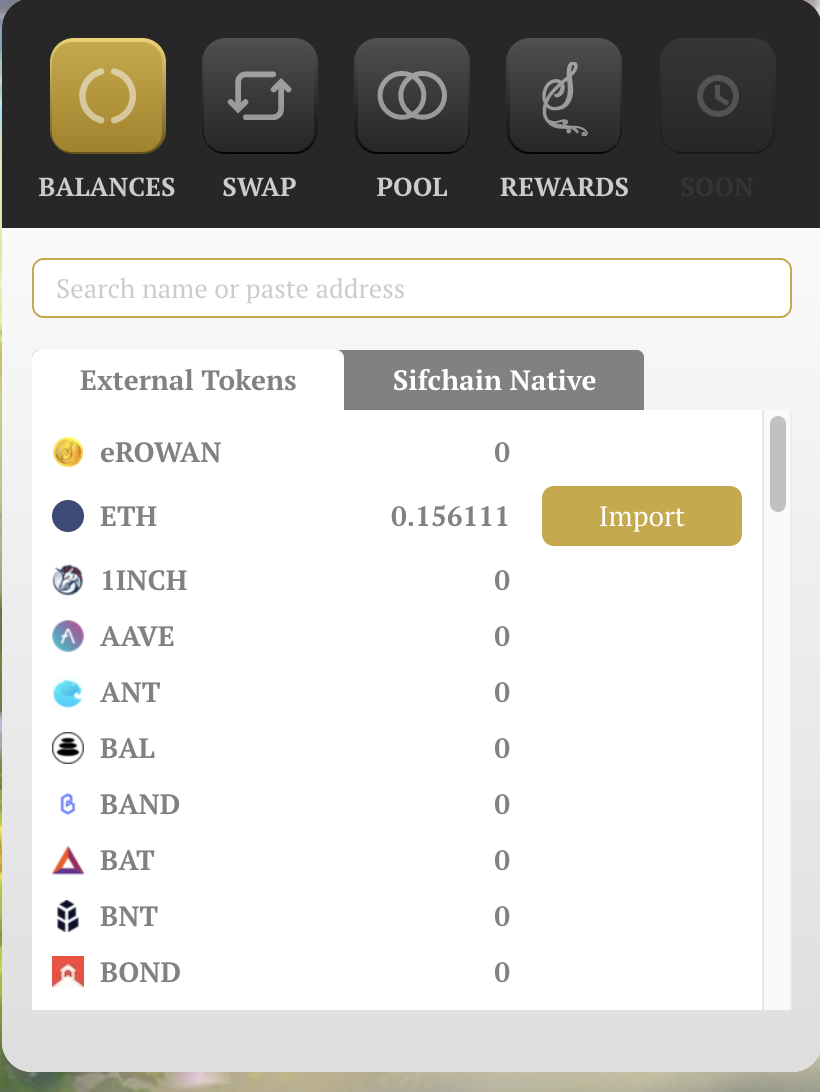 BALANCES SWAP POOL REWARDS SOON
Search name or paste address
External Tokens Sifchain Native
eROWAN 0
ETH 0.156111 Import
1INCH 0
AAVE 0
ANT 0
BAL 0
BAND 0
BAT 0
BNT 0
BOND 0